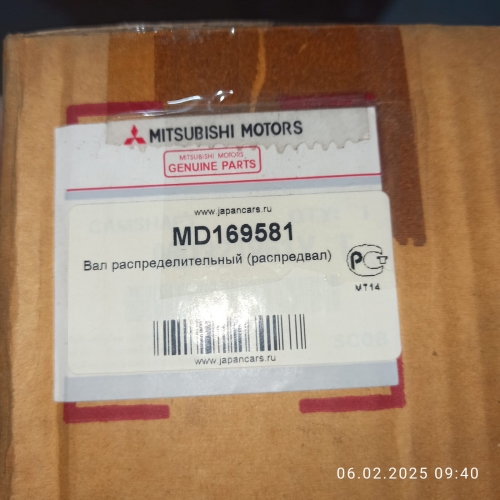 MITSUBISHI MOTORS
MITSUBISHI MOTORS
GENUINE PARTS
www.japancars.ru
MD169581
Вал распределительный (распредвал)
МТ14
www.japancars.ru
06.02.2025 09:40